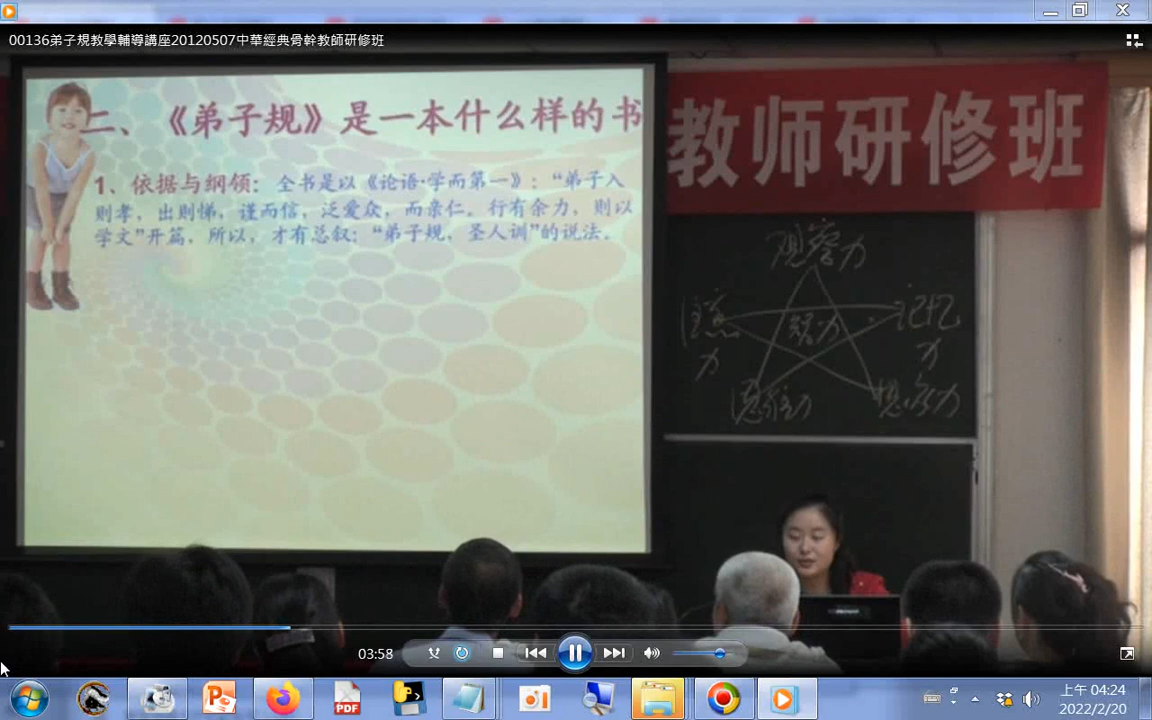 00136弟子規教學輔導講座20120507中華經典骨幹教師研修班
二、《弟子规》是一本什么样的书
1、依据与纲领：全书是以《论语·学而第一》：“弟子入
则孝，出则悌，谨而信，泛爱众，而亲仁。行有余力，则以
学文”开篇，所以，才有总叙：“弟子规，圣人训”的说法。
教师研修班
观察力
注意
力
记忆
力
思维力
想象力
03:58
PDF
上午 04:24
2022/2/20